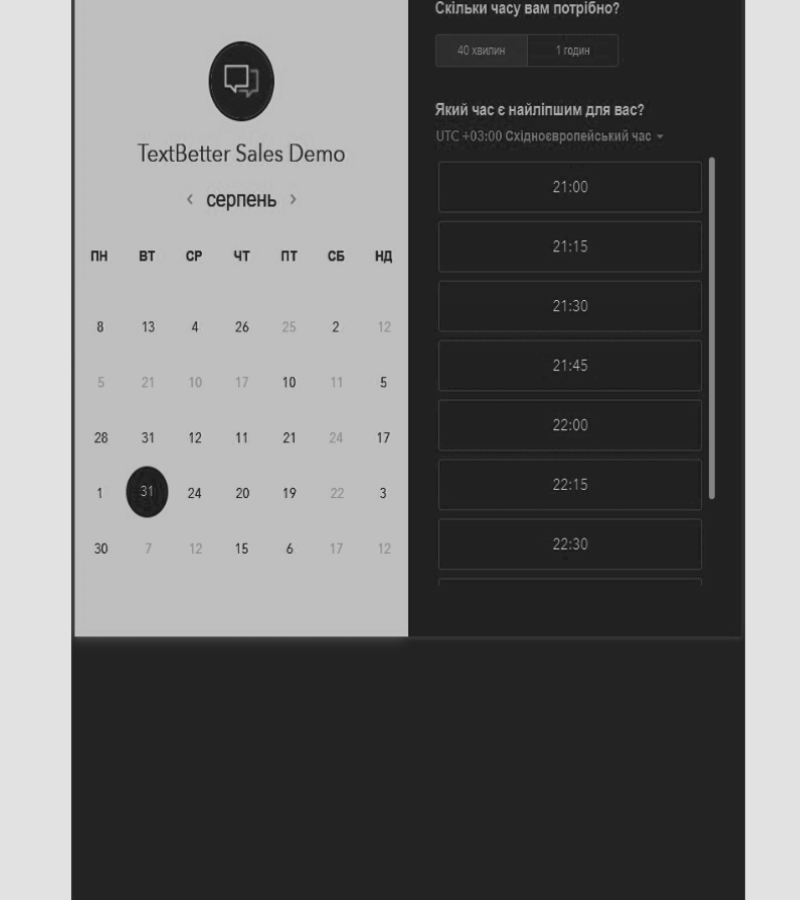 TextBetter Sales Demo
серпень
ПН ВТ СР ЧТ ПТ СБ НД
8 13 4 26 25 2 12
5 21 10 17 10 11 5
28 31 12 11 21 24 17
1 31 24 20 19 22 3
30 7 12 15 6 17 12
Скільки часу вам потрібно?
40 хвилин 1 годин
Який час є найліпшим для вас?
UTC +03:00 Східноєвропейський час
21:00
21:15
21:30
21:45
22:00
22:15
22:30